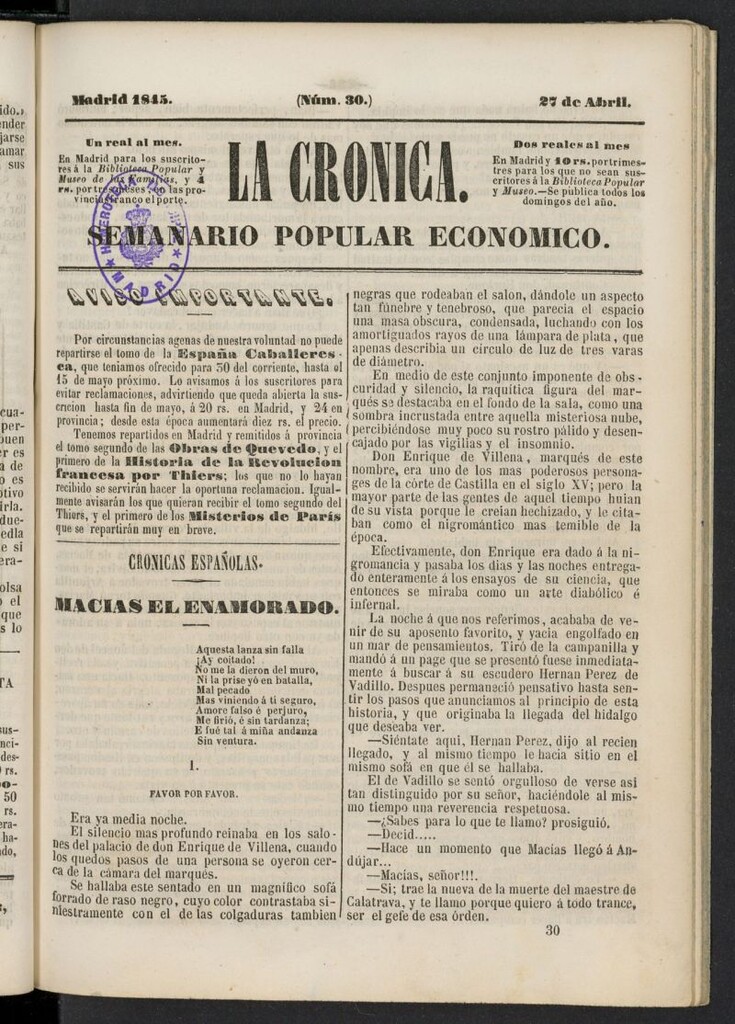 Madrid 1845.
(Núm. 30.)
27 de Abril.
Un real al mes.
En Madrid para los suscrito-
res á la Biblioteca Popular y
Museo de las Familias, y 4
rs. por tres meses en las pro-
vincias franco el porte.
LA CRONICA.
Dos reales al mes
En Madrid y 10 rs. por trimes-
tres para los que no sean sus-
critores á la Biblioteca Popular
y Museo.—Se publica todos los
domingos del año.
SEMANARIO POPULAR ECONOMICO.
HEMEROTECA
MADRID
AVISO IMPORTANTE.
Por circunstancias agenas de nuestra voluntad no puede
repartirse el tomo de la España Caballeres-
ca, que teniamos ofrecido para 30 del corriente, hasta el
15 de mayo próximo. Lo avisamos á los suscritores para
evitar reclamaciones, advirtiendo que queda abierta la sus-
cricion hasta fin de mayo, á 20 rs. en Madrid, y 24 en
provincia; desde esta época aumentará diez rs. el precio.
Tenemos repartidos en Madrid y remitidos á provincia
el tomo segundo de las Obras de Quevedo, y el
primero de la Historia de la Revolucion
francesa por Thiers; los que no lo hayan
recibido se servirán hacer la oportuna reclamacion. Igual-
mente avisarán los que quieran recibir el tomo segundo del
Thiers, y el primero de los Misterios de Paris
que se repartirán muy en breve.
CRONICAS ESPAÑOLAS.
MACIAS EL ENAMORADO.
Aquesta lanza sin falla
¡Ay coitado!
No me la dieron del muro,
Ni la prise yó en batalla,
Mal pecado
Mas viniendo á ti seguro,
Amore falso é perjuro,
Me firió, é sin tardanza;
E fué tal á miña andanza
Sin ventura.
1.
FAVOR POR FAVOR.
Era ya media noche.
El silencio mas profundo reinaba en los salo-
nes del palacio de don Enrique de Villena, cuando
los quedos pasos de una persona se oyeron cer-
ca de la cámara del marqués.
Se hallaba este sentado en un magnífico sofá
forrado de raso negro, cuyo color contrastaba si-
niestramente con el de las colgaduras tambien
negras que rodeaban el salon, dándole un aspecto
tan fúnebre y tenebroso, que parecia el espacio
una masa obscura, condensada, luchando con los
amortiguados rayos de una lámpara de plata, que
apenas describia un círculo de luz de tres varas
de diámetro.
En medio de este conjunto imponente de obs-
curidad y silencio, la raquítica figura del mar-
qués se destacaba en el fondo de la sala, como una
sombra incrustada entre aquella misteriosa nube,
percibiéndose muy poco su rostro pálido y desen-
cajado por las vigilias y el insomnio.
Don Enrique de Villena, marqués de este
nombre, era uno de los mas poderosos persona-
ges de la córte de Castilla en el siglo XV; pero la
mayor parte de las gentes de aquel tiempo huian
de su vista porque le creian hechizado, y le cita-
ban como el nigromántico mas temible de la
época.
Efectivamente, don Enrique era dado á la ni-
gromancia y pasaba los dias y las noches entrega-
do enteramente á los ensayos de su ciencia, que
entonces se miraba como un arte diabólico é
infernal.
La noche á que nos referimos, acababa de ve-
nir de su aposento favorito, y yacia engolfado en
un mar de pensamientos. Tiró de la campanilla y
mandó á un page que se presentó fuese inmediata-
mente á buscar á su escudero Hernan Perez de
Vadillo. Despues permaneció pensativo hasta sen-
tir los pasos que anunciamos al principio de esta
historia, y que originaba la llegada del hidalgo
que deseaba ver.
—Siéntate aqui, Hernan Perez, dijo al recien
llegado, y al mismo tiempo le hacia sitio en el
mismo sofá en que él se hallaba.
El de Vadillo se sentó orgulloso de verse asi
tan distinguido por su señor, haciéndole al mis-
mo tiempo una reverencia respetuosa.
—¿Sabes para lo que te llamo? prosiguió.
—Decid.....
—Hace un momento que Macías llegó á An-
dújar...
—Macías, señor!!!.
—Si; trae la nueva de la muerte del maestre de
Calatrava, y te llamo porque quiero á todo trance,
ser el gefe de esa órden.
30